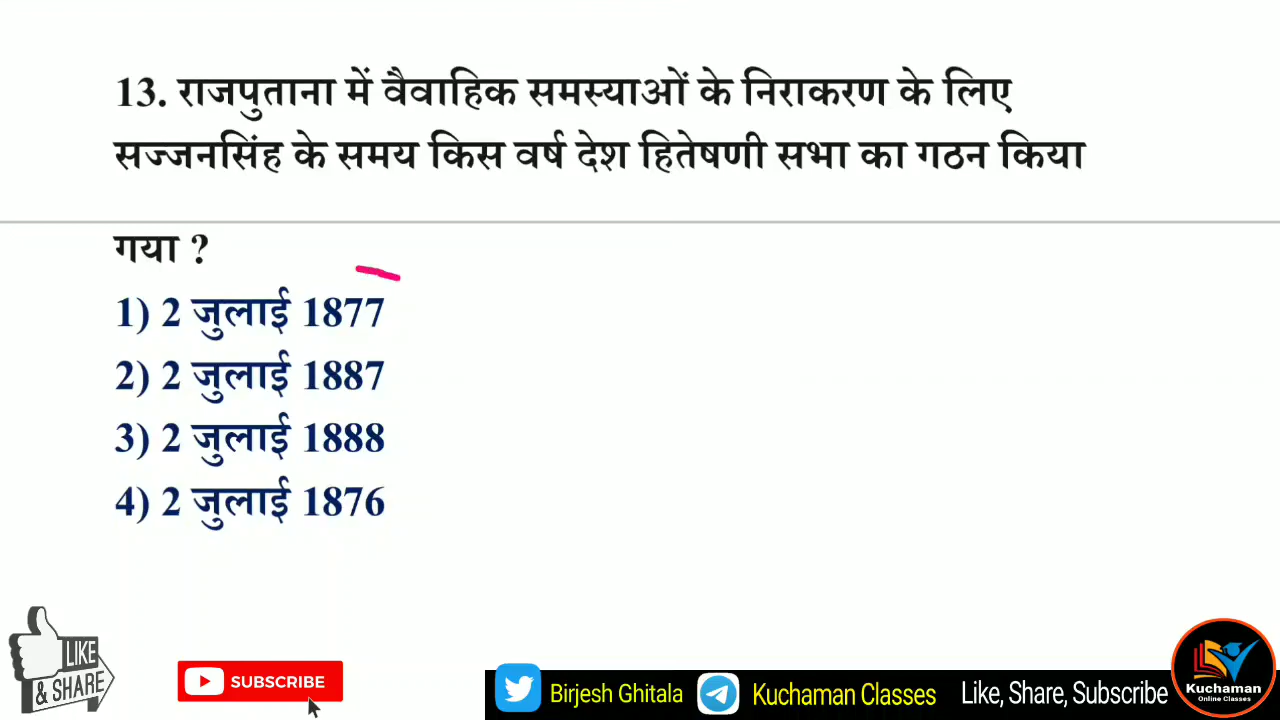 13. राजपुताना में वैवाहिक समस्याओं के निराकरण के लिए
सज्जनसिंह के समय किस वर्ष देश हितेषणी सभा का गठन किया
गया ?
1) 2 जुलाई 1877
2) 2 जुलाई 1887
3) 2 जुलाई 1888
4) 2 जुलाई 1876
LIKE
& SHARE
SUBSCRIBE
Birjesh Ghitala
Kuchaman Classes
Like, Share, Subscribe
Kuchaman
Online Classes